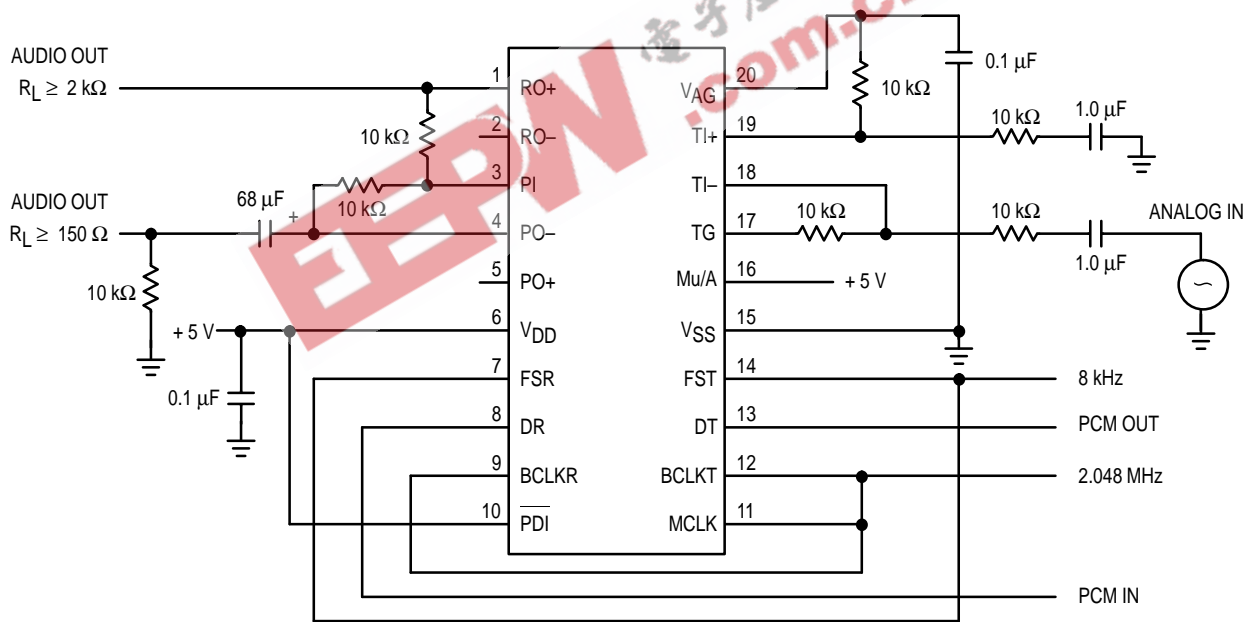 AUDIO OUT
RL ≥ 2 kΩ
AUDIO OUT
RL ≥ 150 Ω
68 µF
+
10 kΩ
10 kΩ
10 kΩ
+ 5 V
0.1 µF
1
2
3
4
5
6
7
8
9
10
RO+
RO–
PI
PO–
PO+
VDD
FSR
DR
BCLKR
PDI
VAG
TI+
TI–
TG
Mu/A
VSS
FST
DT
BCLKT
MCLK
20
19
18
17
16
15
14
13
12
11
10 kΩ
0.1 µF
10 kΩ
1.0 µF
10 kΩ
10 kΩ
1.0 µF
ANALOG IN
+ 5 V
8 kHz
PCM OUT
2.048 MHz
PCM IN
EEPW
電子
.com.c